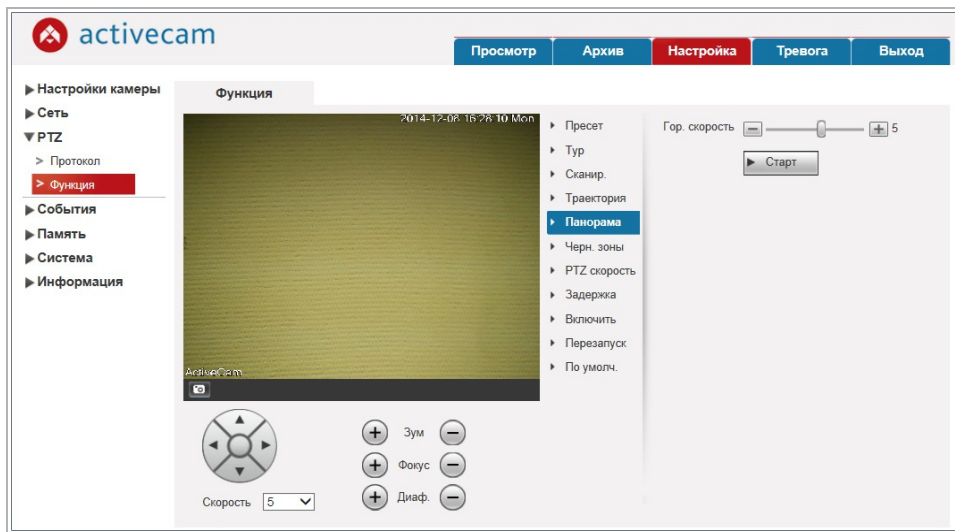 activecam
Просмотр Архив Настройка Тревога Выход
Настройки камеры
Сеть
PTZ
> Протокол
> Функция
События
Память
Система
Информация
Функция
2014-12-08 16:28:10 Mon
ActiveCam
Пресет
Тур
Сканир.
Траектория
Панорама
Черн. зоны
PTZ скорость
Задержка
Включить
Перезапуск
По умолч.
Гор. скорость 5
Старт
Зум
Фокус
Диаф.
Скорость 5